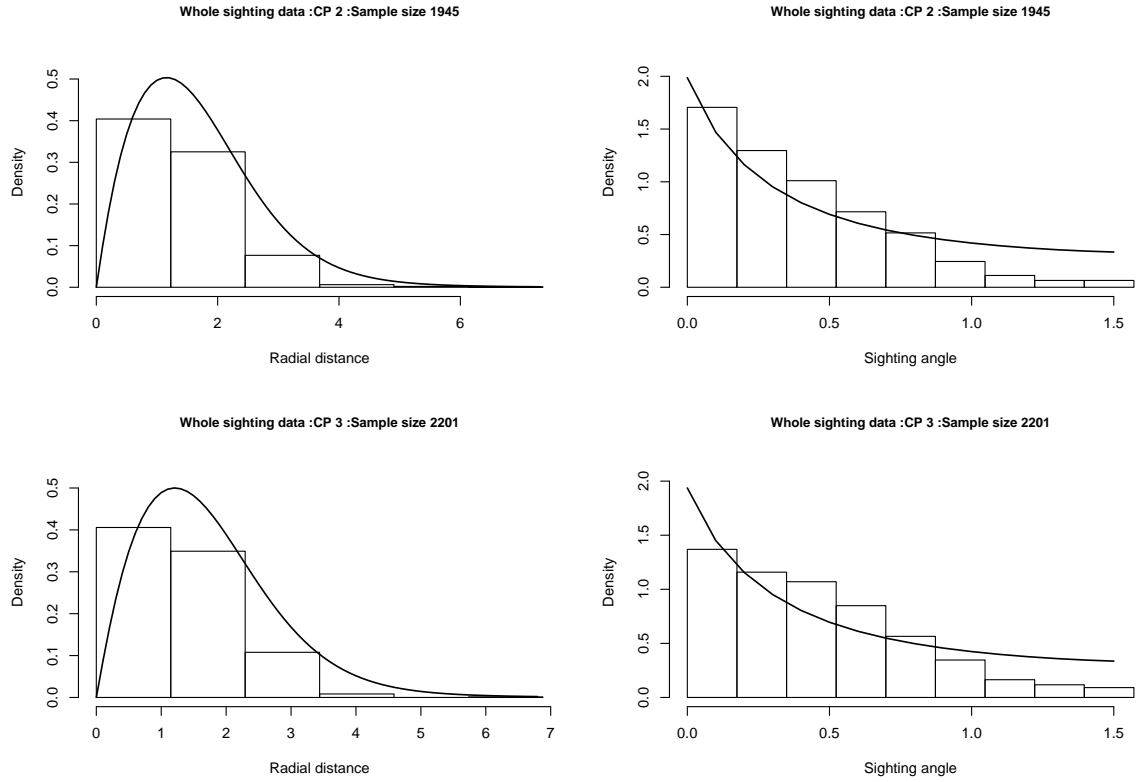 Whole sighting data :CP 2 :Sample size 1945
Density
0.5
0.4
0.3
0.2
0.1
0.0
0 2 4 6
Radial distance
Whole sighting data :CP 2 :Sample size 1945
Density
2.0
1.5
1.0
0.5
0.0
0.0 0.5 1.0 1.5
Sighting angle
Whole sighting data :CP 3 :Sample size 2201
Density
0.5
0.4
0.3
0.2
0.1
0.0
0 1 2 3 4 5 6 7
Radial distance
Whole sighting data :CP 3 :Sample size 2201
Density
2.0
1.5
1.0
0.5
0.0
0.0 0.5 1.0 1.5
Sighting angle